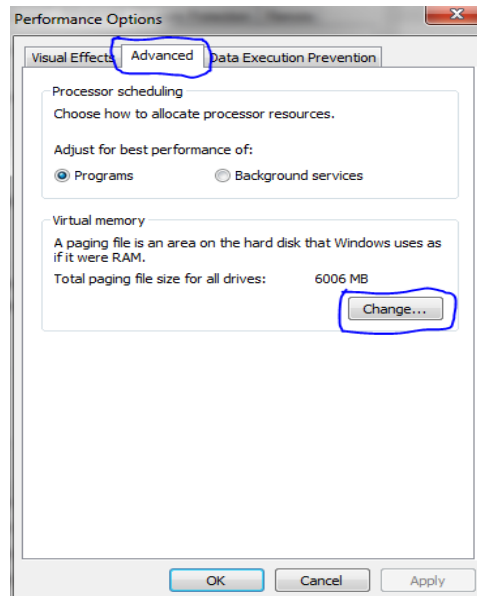 Performance Options
Visual Effects
Advanced
Data Execution Prevention
Processor scheduling
Choose how to allocate processor resources.
Adjust for best performance of:
Programs
Background services
Virtual memory
A paging file is an area on the hard disk that Windows uses as
if it were RAM.
Total paging file size for all drives: 6006 MB
Change...
OK
Cancel
Apply